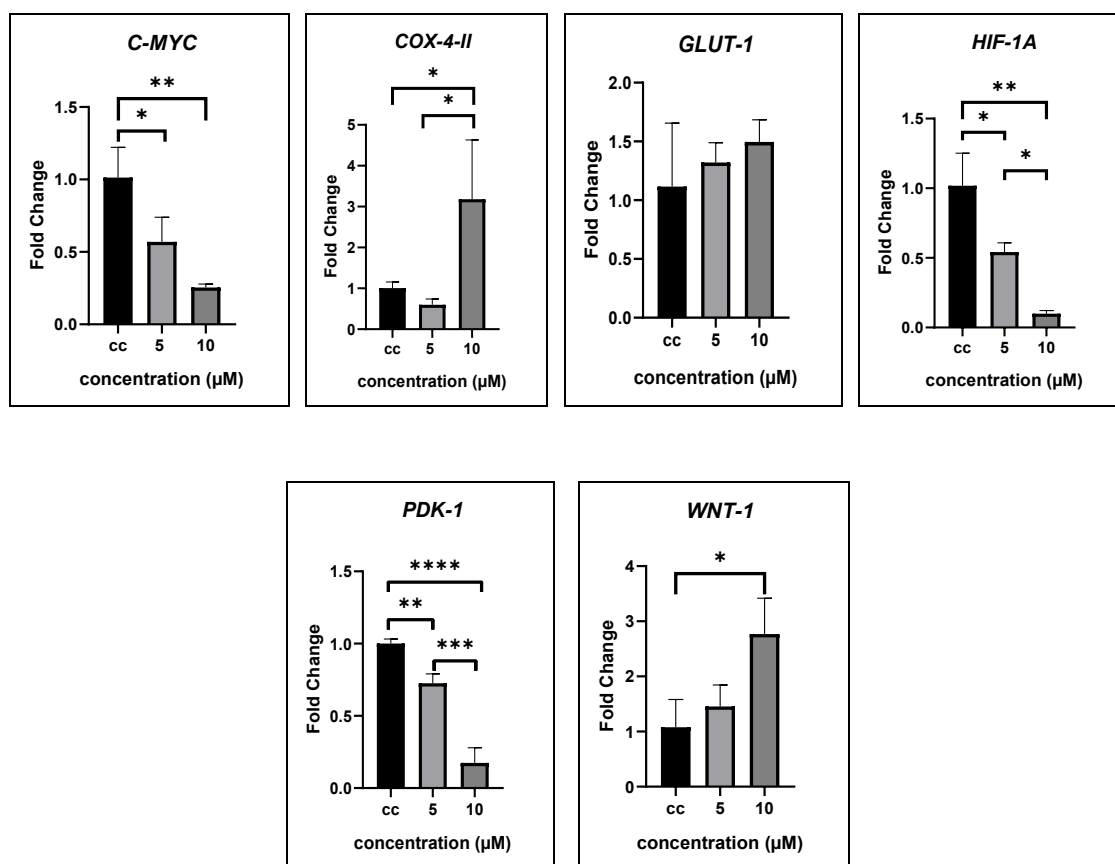 C-MYC
**
*
1.5
1.0
0.5
0.0
Fold Change
cc 5 10
concentration (µM)
COX-4-II
*
*
5
4
3
2
1
0
Fold Change
cc 5 10
concentration (µM)
GLUT-1
2.0
1.5
1.0
0.5
0.0
Fold Change
cc 5 10
concentration (µM)
HIF-1A
**
*
*
1.5
1.0
0.5
0.0
Fold Change
cc 5 10
concentration (µM)
PDK-1
****
**
***
1.5
1.0
0.5
0.0
Fold Change
cc 5 10
concentration (µM)
WNT-1
*
4
3
2
1
0
Fold Change
cc 5 10
concentration (µM)